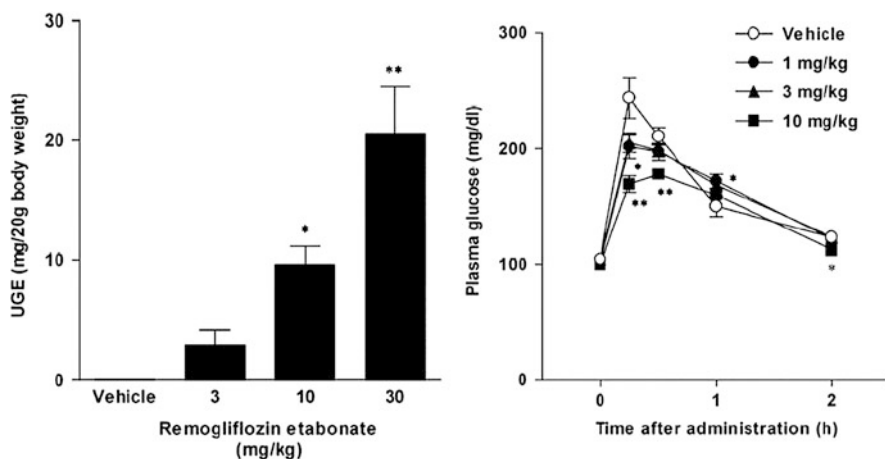 30
20
10
0
UGE (mg/20g body weight)
*
**
Vehicle 3 10 30
Remogliflozin etabonate
(mg/kg)
300
200
100
0
Plasma glucose (mg/dl)
Vehicle
1 mg/kg
3 mg/kg
10 mg/kg
*
**
**
*
*
0 1 2
Time after administration (h)